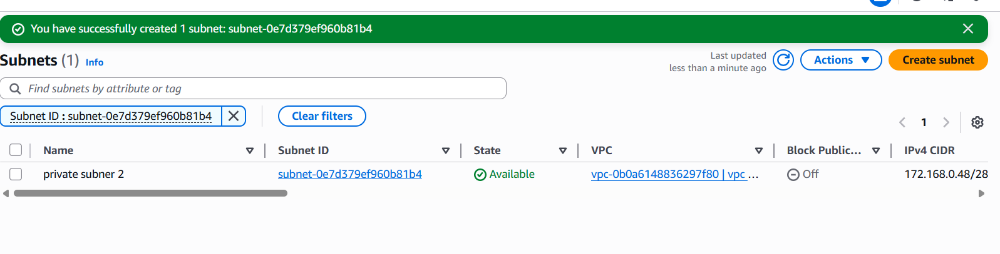 You have successfully created 1 subnet: subnet-0e7d379ef960b81b4
Subnets (1) Info
Last updated
less than a minute ago
Actions
Create subnet
Find subnets by attribute or tag
Subnet ID : subnet-0e7d379ef960b81b4
Clear filters
1
Name Subnet ID State VPC Block Public... IPv4 CIDR
private subner 2 subnet-0e7d379ef960b81b4 Available vpc-0b0a6148836297f80 | vpc ... Off 172.168.0.48/28